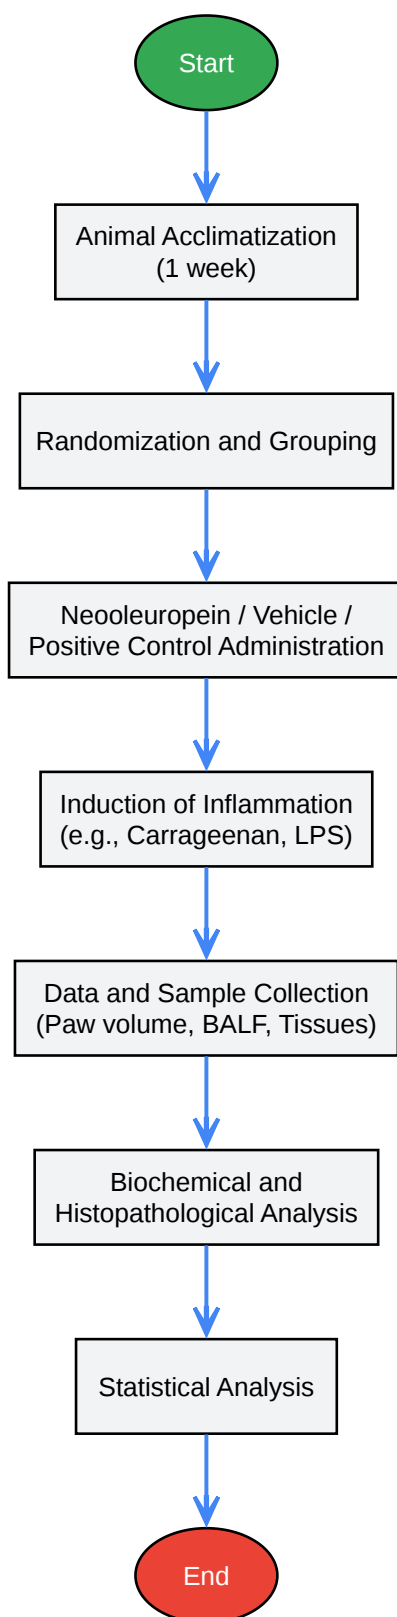 Start
Animal Acclimatization
(1 week)
Randomization and Grouping
Neooleuropein / Vehicle /
Positive Control Administration
Induction of Inflammation
(e.g., Carrageenan, LPS)
Data and Sample Collection
(Paw volume, BALF, Tissues)
Biochemical and
Histopathological Analysis
Statistical Analysis
End